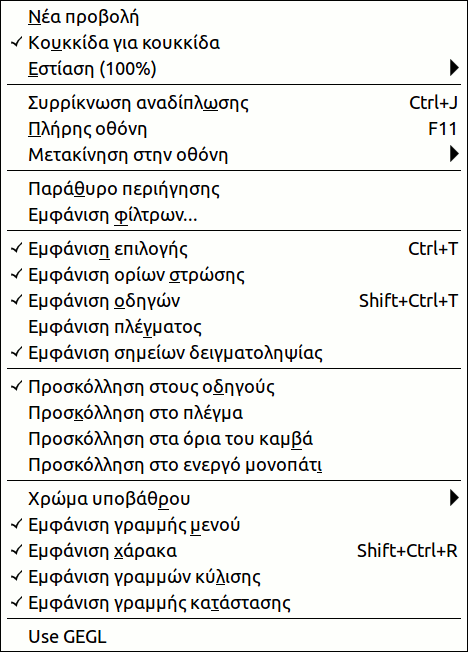 Νέα προβολή
Κουκκίδα για κουκκίδα
Εστίαση (100%)
Συρρίκνωση αναδίπλωσης Ctrl+J
Πλήρης οθόνη F11
Μετακίνηση στην οθόνη
Παράθυρο περιήγησης
Εμφάνιση φίλτρων...
Εμφάνιση επιλογής Ctrl+T
Εμφάνιση ορίων στρώσης
Εμφάνιση οδηγών Shift+Ctrl+T
Εμφάνιση πλέγματος
Εμφάνιση σημείων δειγματοληψίας
Προσκόλληση στους οδηγούς
Προσκόλληση στο πλέγμα
Προσκόλληση στα όρια του καμβά
Προσκόλληση στο ενεργό μονοπάτι
Χρώμα υποβάθρου
Εμφάνιση γραμμής μενού
Εμφάνιση χάρακα Shift+Ctrl+R
Εμφάνιση γραμμών κύλισης
Εμφάνιση γραμμής κατάστασης
Use GEGL